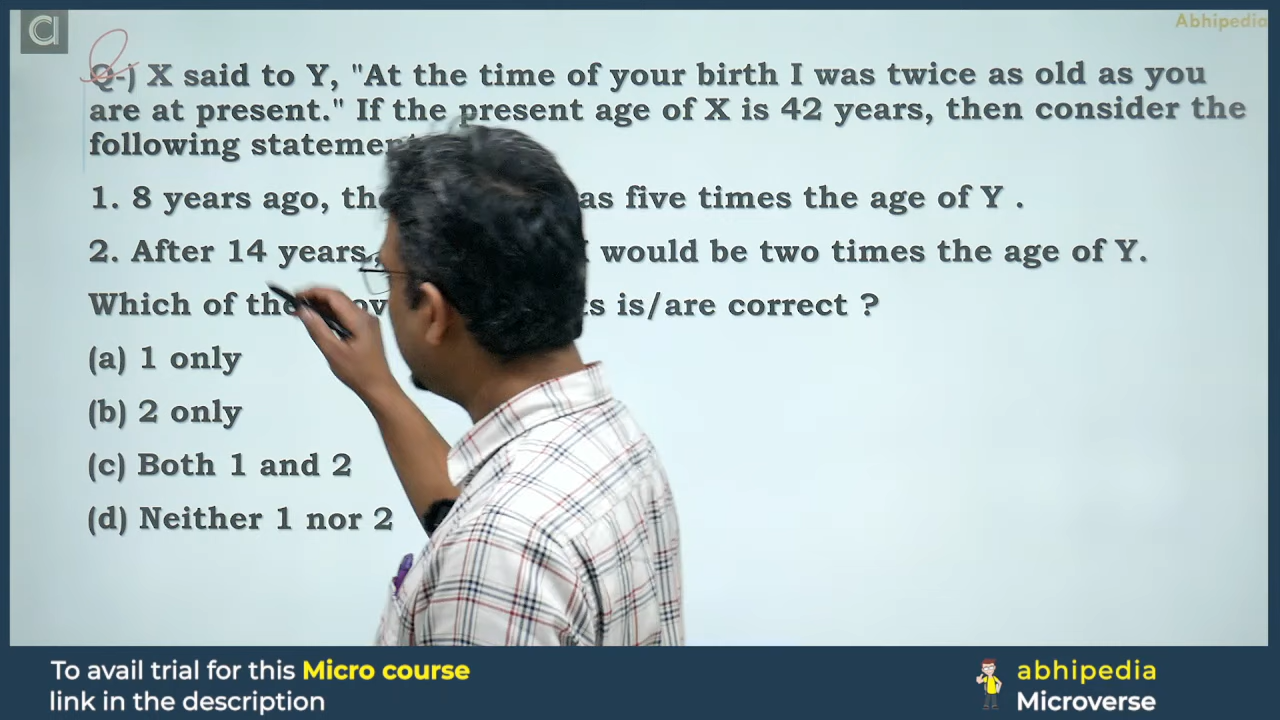 Abhipedia
Q-) X said to Y, "At the time of your birth I was twice as old as you
are at present." If the present age of X is 42 years, then consider the
following
1. 8 years ago, five times the age of Y .
2. After 14 years, would be two times the age of Y.
Which of is/are correct ?
(a) 1 only
(b) 2 only
(c) Both 1 and 2
(d) Neither 1 nor 2
To avail trial for this Micro course
link in the description
abhipedia
Microverse